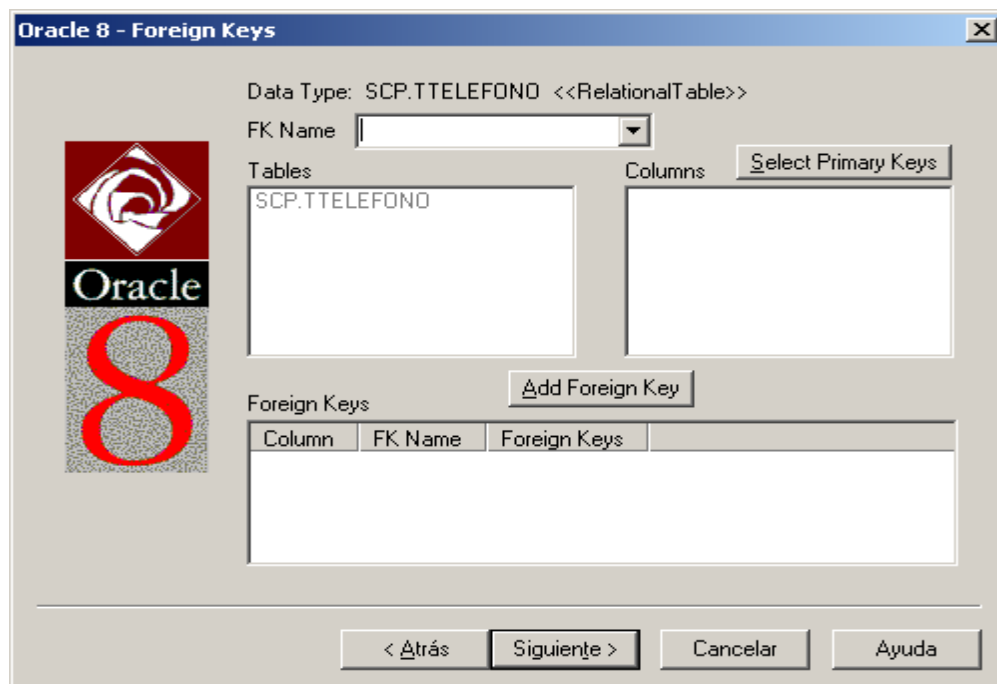 Oracle 8 - Foreign Keys
Data Type: SCP.TTELEFONO <<RelationalTable>>
FK Name
Select Primary Keys
Tables
Columns
SCP.TTELEFONO
Oracle
8
Add Foreign Key
Foreign Keys
Column FK Name Foreign Keys
< Atrás Siguiente > Cancelar Ayuda